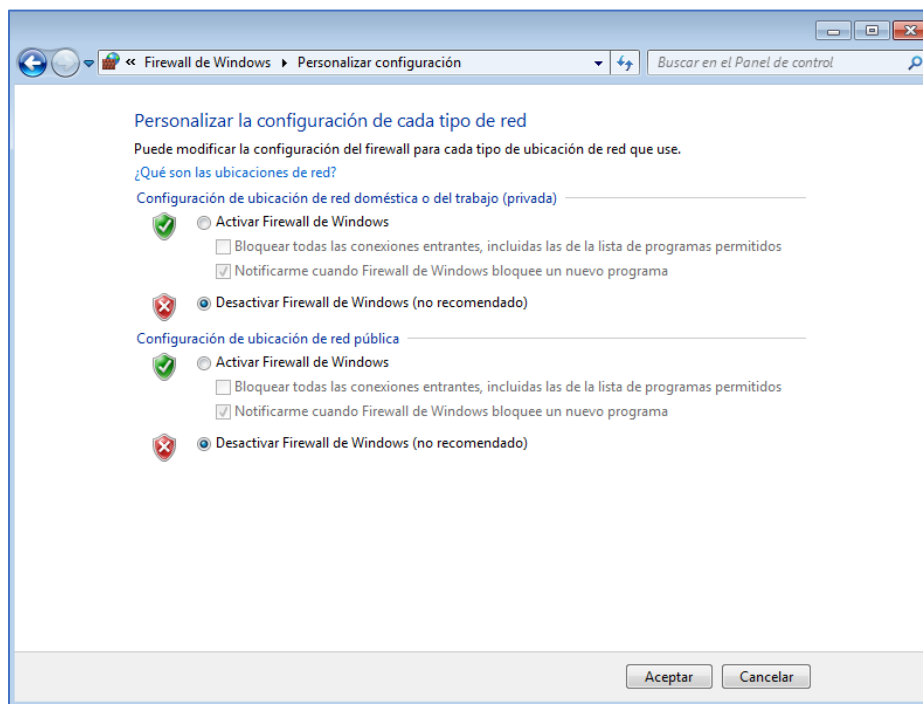 « Firewall de Windows ▸ Personalizar configuración
Buscar en el Panel de control
Personalizar la configuración de cada tipo de red
Puede modificar la configuración del firewall para cada tipo de ubicación de red que use.
¿Qué son las ubicaciones de red?
Configuración de ubicación de red doméstica o del trabajo (privada)
Activar Firewall de Windows
Bloquear todas las conexiones entrantes, incluidas las de la lista de programas permitidos
Notificarme cuando Firewall de Windows bloquee un nuevo programa
Desactivar Firewall de Windows (no recomendado)
Configuración de ubicación de red pública
Activar Firewall de Windows
Bloquear todas las conexiones entrantes, incluidas las de la lista de programas permitidos
Notificarme cuando Firewall de Windows bloquee un nuevo programa
Desactivar Firewall de Windows (no recomendado)
Aceptar Cancelar